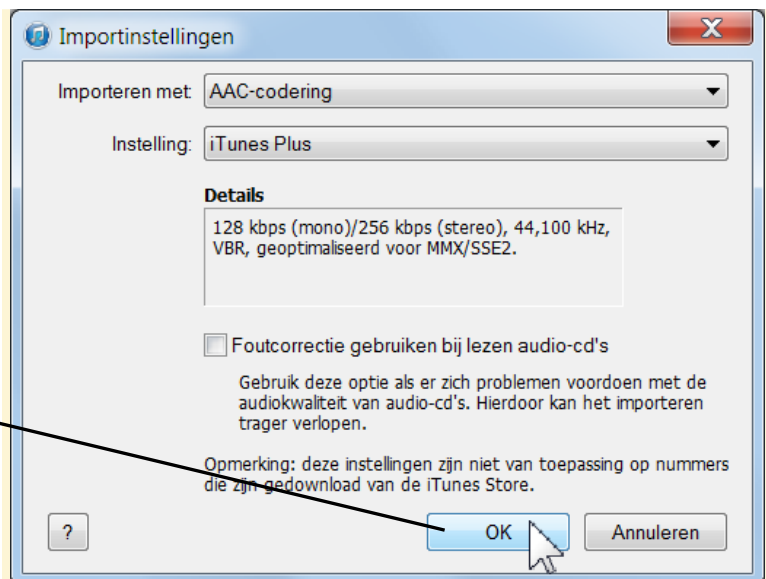 Importinstellingen
X
Importeren met: AAC-codering
Instelling: iTunes Plus
Details
128 kbps (mono)/256 kbps (stereo), 44,100 kHz,
VBR, geoptimaliseerd voor MMX/SSE2.
Foutcorrectie gebruiken bij lezen audio-cd's
Gebruik deze optie als er zich problemen voordoen met de
audiokwaliteit van audio-cd's. Hierdoor kan het importeren
trager verlopen.
Opmerking: deze instellingen zijn niet van toepassing op nummers
die zijn gedownload van de iTunes Store.
? OK Annuleren